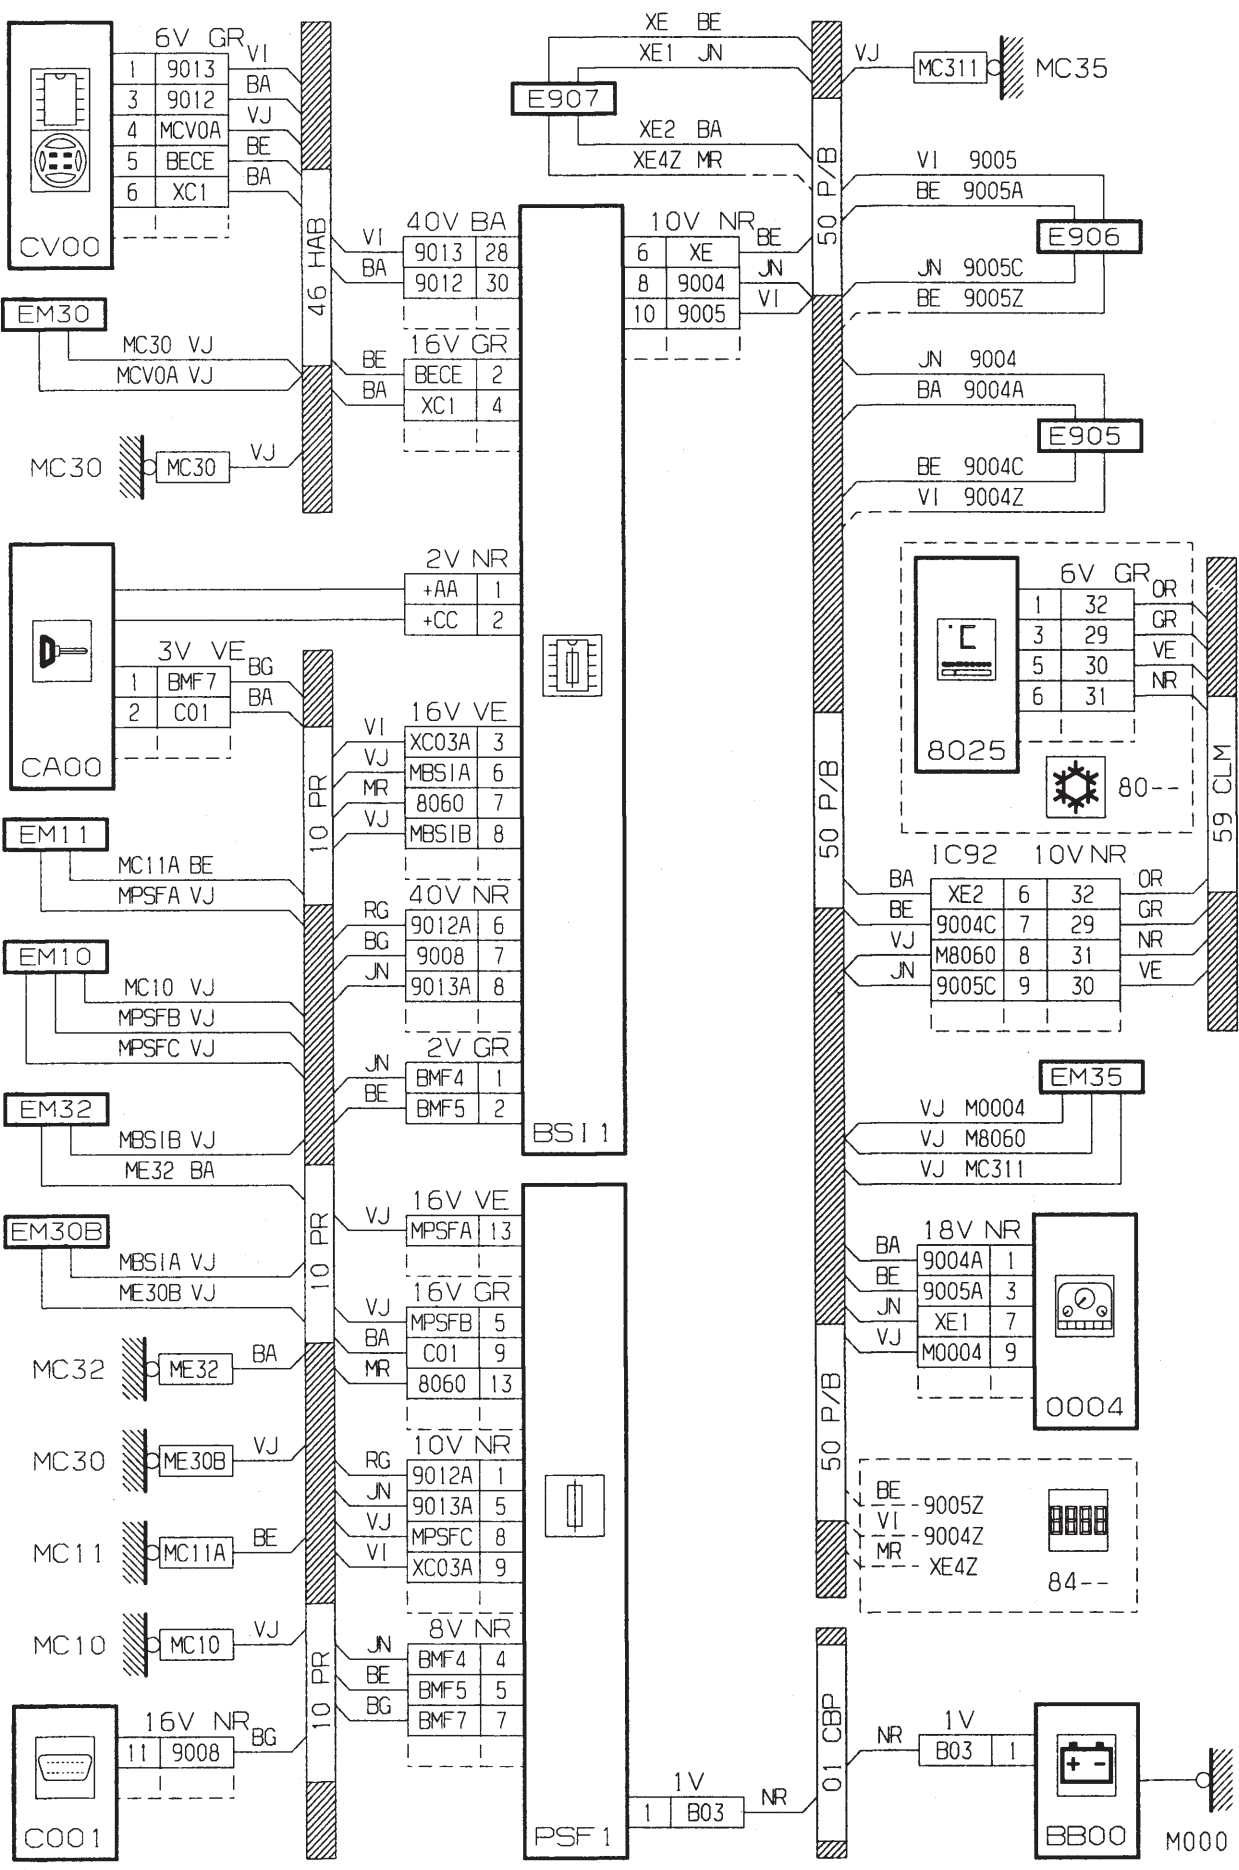 6V GR
1 9013 VI
3 9012 BA
4 MCV0A VJ
5 BECE BE
6 XC1 BA
CV00
46 HAB
EM30
MC30 VJ
MCV0A VJ
MC30 MC30 VJ
40V BA
VI 9013 28
BA 9012 30
16V GR
BE BECE 2
BA XC1 4
2V NR
+AA 1
+CC 2
3V VE
1 BMF7 BG
2 C01 BA
CA00
10 PR
16V VE
VI XC03A 3
VJ MBSIA 6
MR 8060 7
VJ MBSIB 8
EM11
MC11A BE
MPSFA VJ
40V NR
RG 9012A 6
BG 9008 7
JN 9013A 8
EM10
MC10 VJ
MPSFB VJ
MPSFC VJ
2V GR
JN BMF4 1
BE BMF5 2
BSI1
EM32
MBSIB VJ
ME32 BA
EM30B
MBSIA VJ
ME30B VJ
10 PR
16V VE
VJ MPSFA 13
16V GR
VJ MPSFB 5
BA C01 9
MR 8060 13
MC32 ME32 BA
MC30 ME30B VJ
MC11 MC11A BE
MC10 MC10 VJ
10V NR
RG 9012A 1
JN 9013A 5
VJ MPSFC 8
VI XC03A 9
10 PR
8V NR
JN BMF4 4
BE BMF5 5
BG BMF7 7
16V NR
11 9008 BG
C001
PSF1
1V
1 B03 NR
XE BE
XE1 JN
E907
XE2 BA
XE4Z MR
10V NR
6 XE BE
8 9004 JN
10 9005 VI
50 P/B
VJ MC311 MC35
VI 9005
BE 9005A
E906
JN 9005C
BE 9005Z
JN 9004
BA 9004A
E905
BE 9004C
VI 9004Z
6V GR
1 32 OR
3 29 GR
5 30 VE
6 31 NR
°C
8025
80--
59 CLM
50 P/B
IC92 10V NR
BA XE2 6 32 OR
BE 9004C 7 29 GR
VJ M8060 8 31 NR
JN 9005C 9 30 VE
EM35
VJ M0004
VJ M8060
VJ MC311
18V NR
BA 9004A 1
BE 9005A 3
JN XE1 7
VJ M0004 9
0004
50 P/B
BE 9005Z
VI 9004Z
MR XE4Z
8888
84--
01 CBP
1V
NR B03 1
+ -
BB00
M000